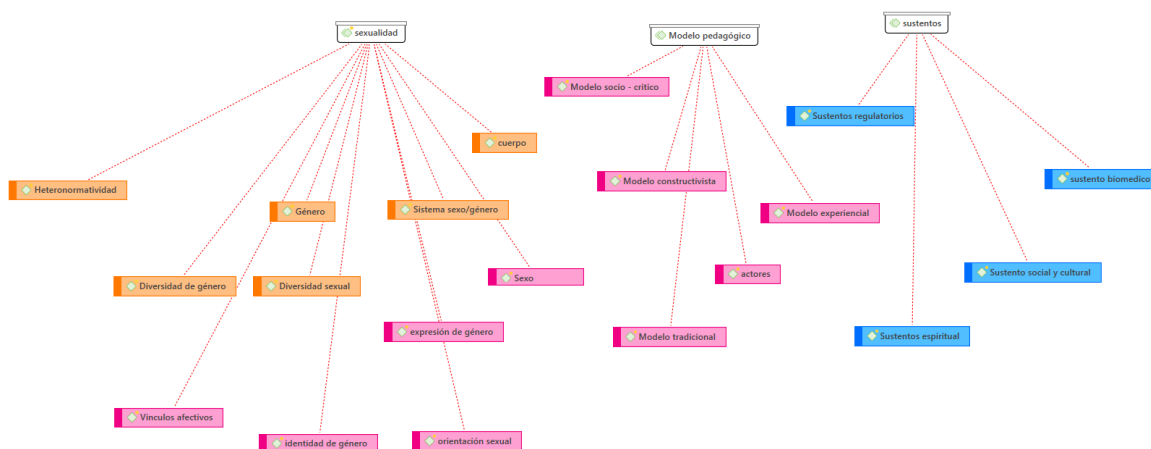 sexualidad
Modelo pedagógico
sustentos
Modelo socio - critico
Sustentos regulatorios
cuerpo
Heteronormatividad
Modelo constructivista
sustento biomedico
Género
Sistema sexo/género
Modelo experiencial
Diversidad de género
Diversidad sexual
Sexo
actores
Sustento social y cultural
expresión de género
Modelo tradicional
Sustentos espiritual
Vinculos afectivos
identidad de género
orientación sexual